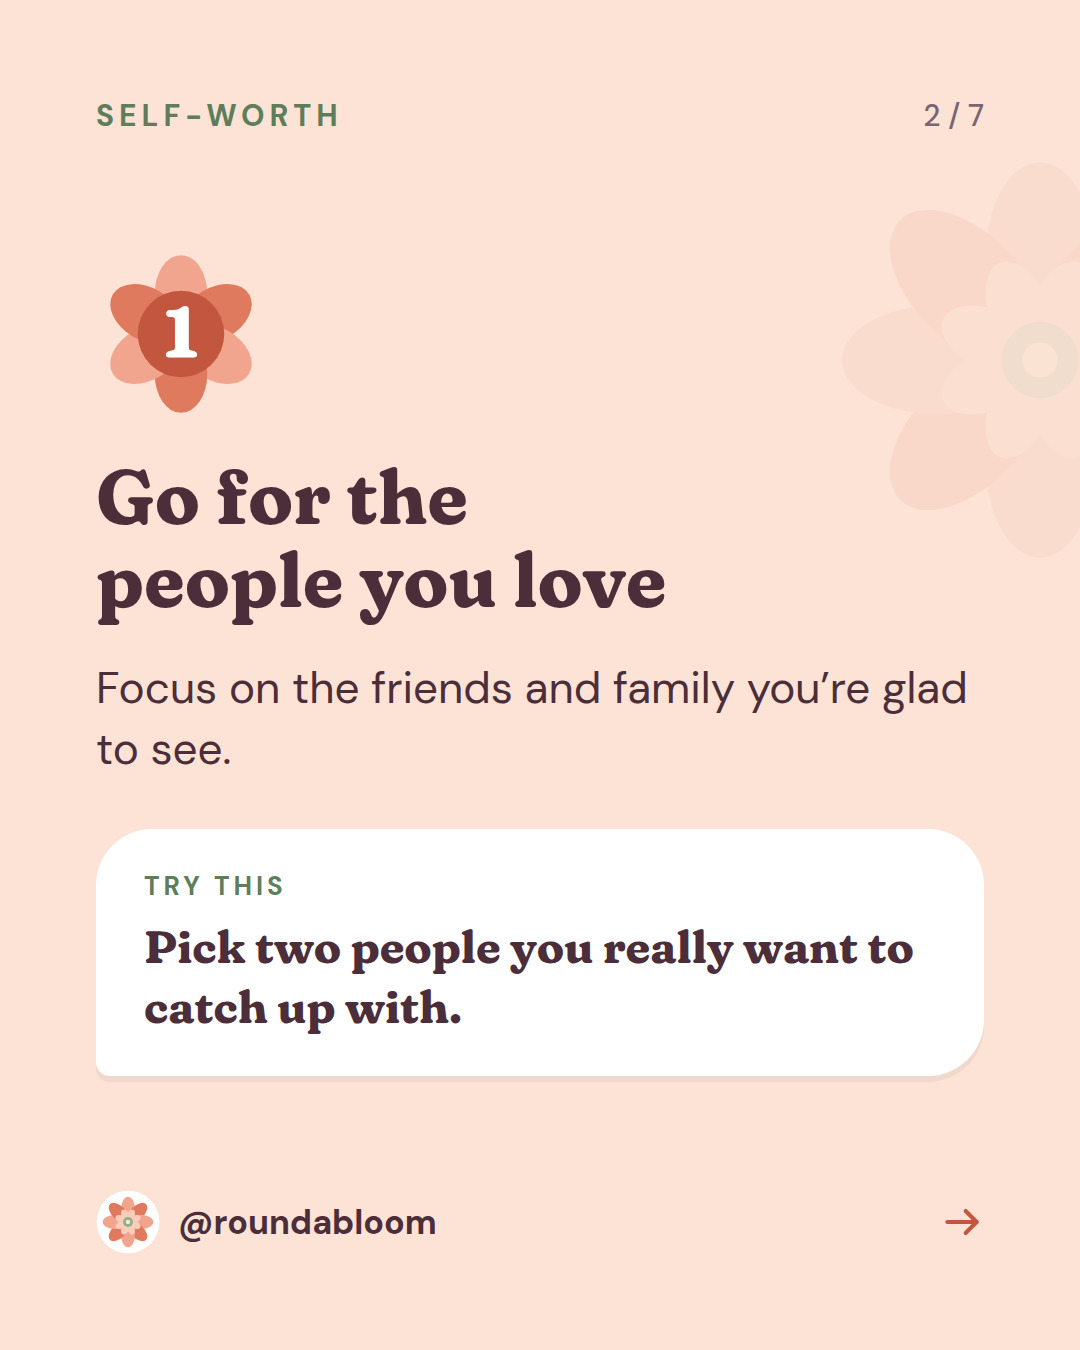 SELF-WORTH
2 / 7
1
Go for the
people you love
Focus on the friends and family you’re glad
to see.
TRY THIS
Pick two people you really want to
catch up with.
@roundabloom